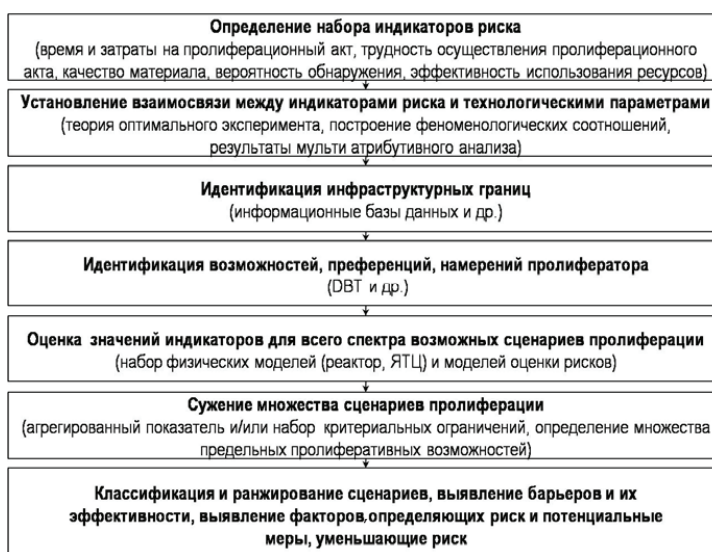 Определение набора индикаторов риска
(время и затраты на пролиферационный акт, трудность осуществления пролиферационного
акта, качество материала, вероятность обнаружения, эффективность использования ресурсов)
Установление взаимосвязи между индикаторами риска и технологическими параметрами
(теория оптимального эксперимента, построение феноменологических соотношений,
результаты мульти атрибутивного анализа)
Идентификация инфраструктурных границ
(информационные базы данных и др.)
Идентификация возможностей, преференций, намерений пролифератора
(DBT и др.)
Оценка значений индикаторов для всего спектра возможных сценариев пролиферации
(набор физических моделей (реактор, ЯТЦ) и моделей оценки рисков)
Сужение множества сценариев пролиферации
(агрегированный показатель и/или набор критериальных ограничений, определение множества
предельных пролиферативных возможностей)
Классификация и ранжирование сценариев, выявление барьеров и их
эффективности, выявление факторов,определяющих риск и потенциальные
меры, уменьшающие риск